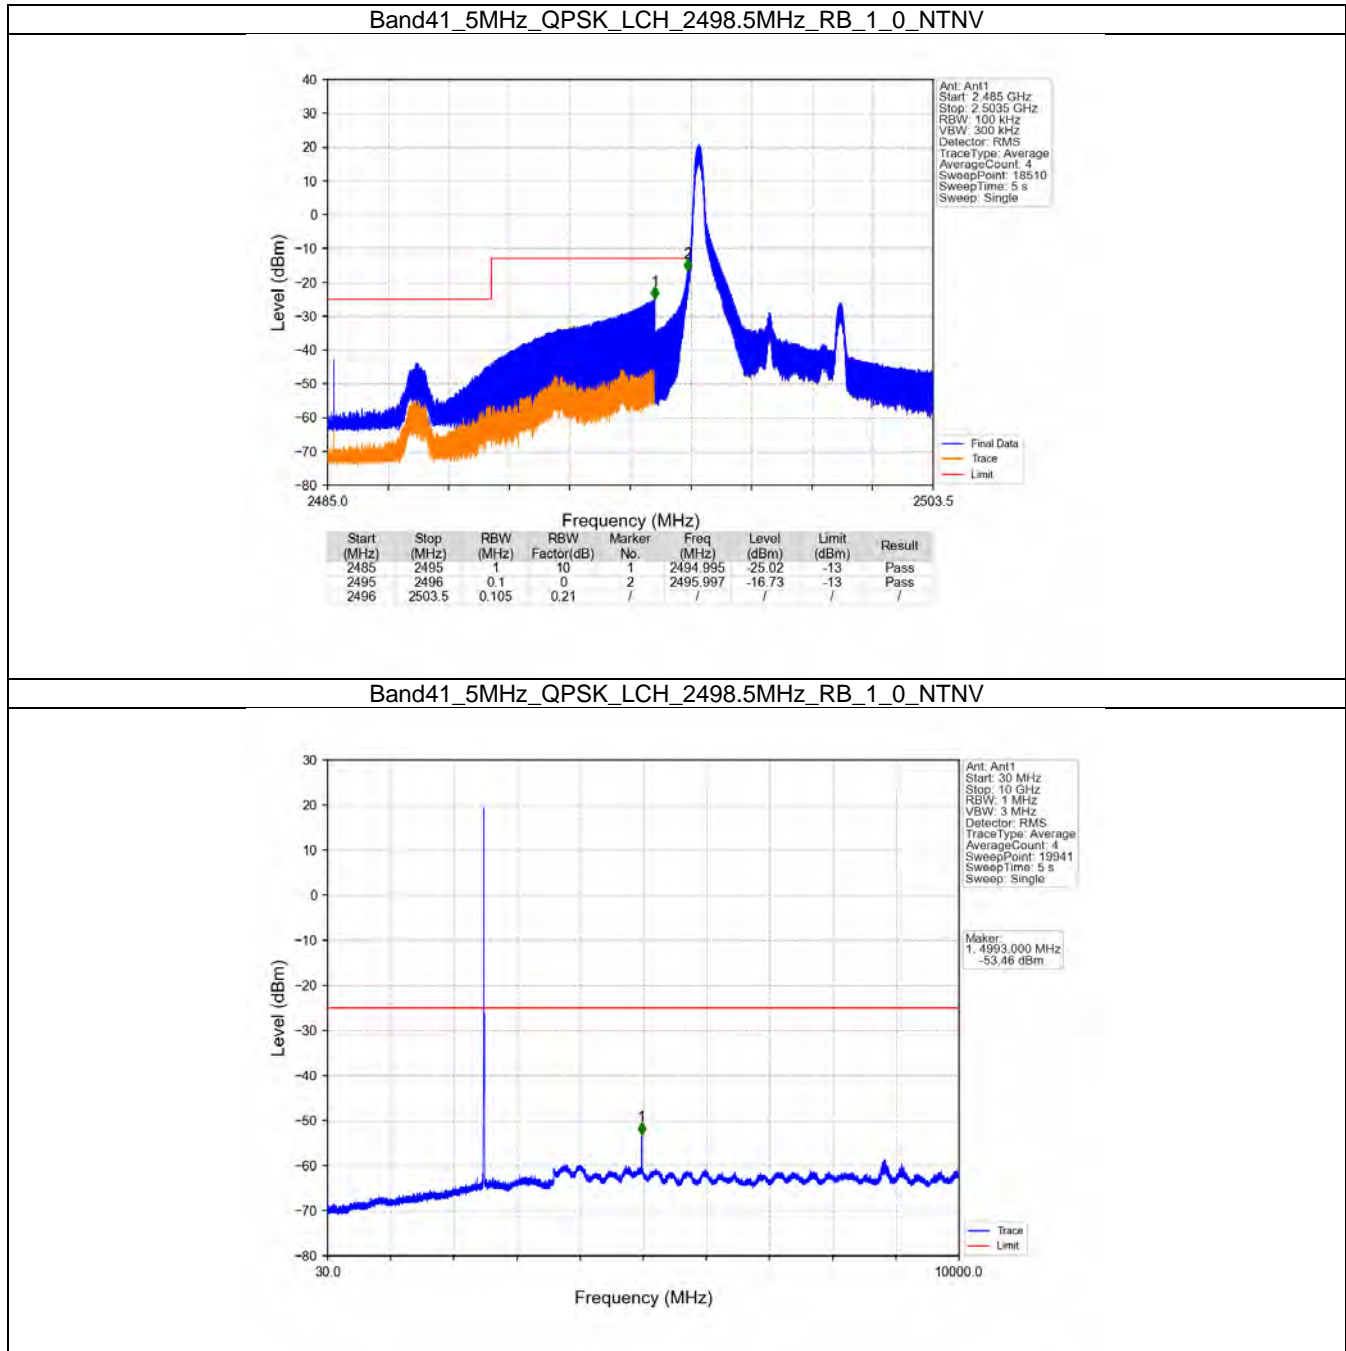 Band41_5MHz_QPSK_LCH_2498.5MHz_RB_1_0_NTNV
40
30
20
10
0
−10
−20
−30
−40
−50
−60
−70
−80
Level (dBm)
1
2
2485.0
2503.5
Frequency (MHz)
Ant: Ant1
Start: 2.485 GHz
Stop: 2.5035 GHz
RBW: 100 kHz
VBW: 300 kHz
Detector: RMS
TraceType: Average
AverageCount: 4
SweepPoint: 18510
SweepTime: 5 s
Sweep: Single
Final Data
Trace
Limit
Start (MHz) Stop (MHz) RBW (MHz) RBW Factor(dB) Marker No. Freq (MHz) Level (dBm) Limit (dBm) Result
2485 2495 1 10 1 2494.995 -25.02 -13 Pass
2495 2496 0.1 0 2 2495.997 -16.73 -13 Pass
2496 2503.5 0.105 0.21 / / / / /
Band41_5MHz_QPSK_LCH_2498.5MHz_RB_1_0_NTNV
30
20
10
0
−10
−20
−30
−40
−50
−60
−70
−80
Level (dBm)
1
30.0
10000.0
Frequency (MHz)
Ant: Ant1
Start: 30 MHz
Stop: 10 GHz
RBW: 1 MHz
VBW: 3 MHz
Detector: RMS
TraceType: Average
AverageCount: 4
SweepPoint: 19941
SweepTime: 5 s
Sweep: Single
Maker:
1. 4993.000 MHz
-53.46 dBm
Trace
Limit